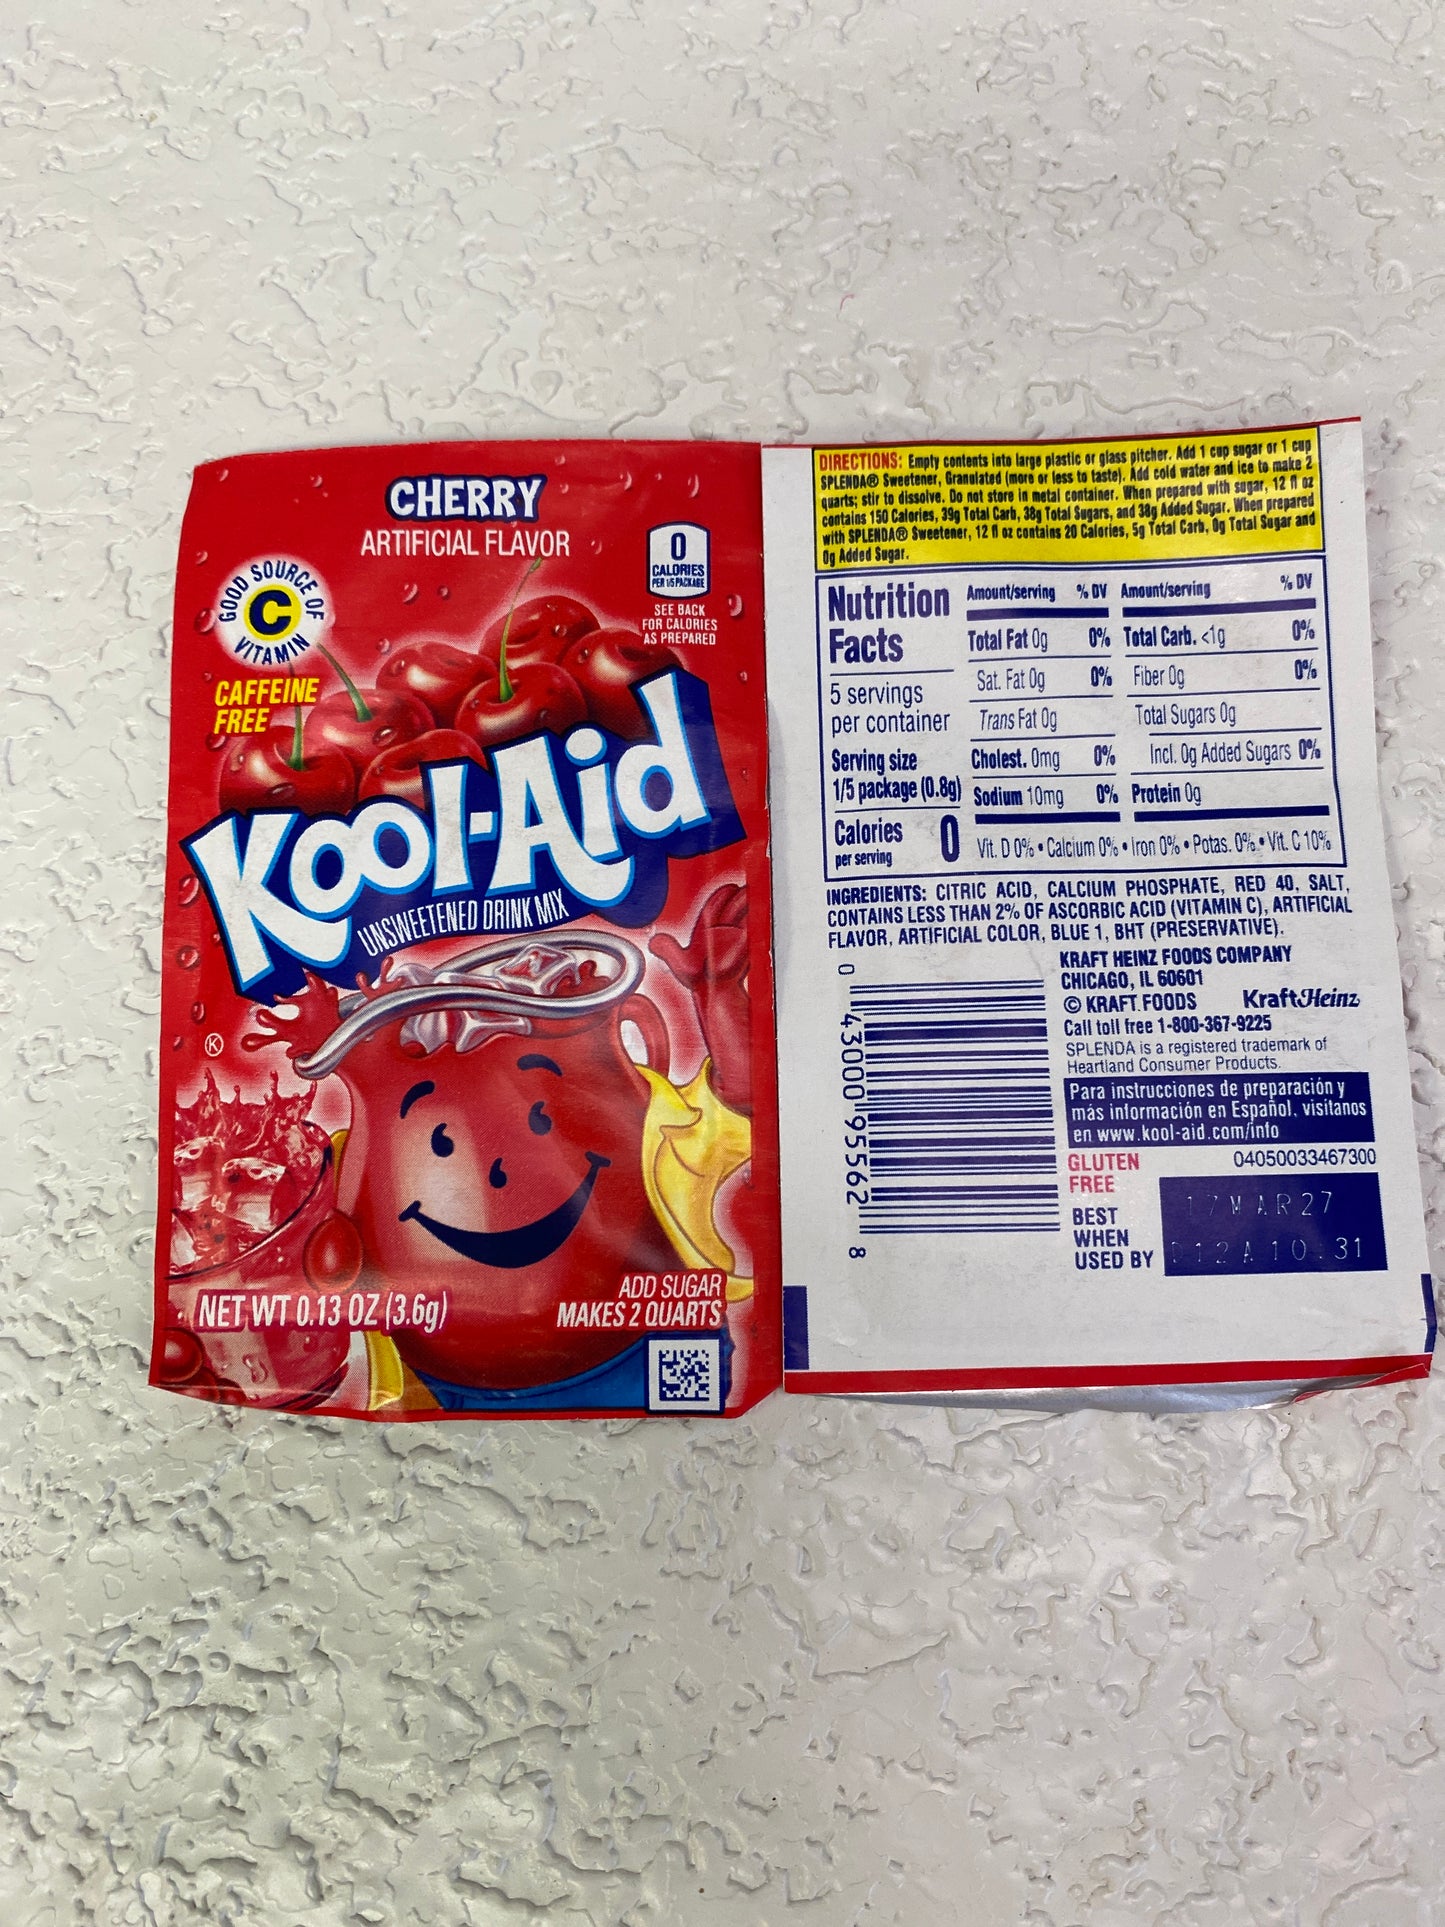 CHERRY
ARTIFICIAL FLAVOR
GOOD SOURCE OF
C
VITAMIN
CAFFEINE
FREE
0
CALORIES
PER 1/5 PACKAGE
SEE BACK
FOR CALORIES
AS PREPARED
Kool-Aid
UNSWEETENED DRINK MIX
K
NET WT 0.13 OZ (3.6g)
ADD SUGAR
MAKES 2 QUARTS
DIRECTIONS: Empty contents into large plastic or glass pitcher. Add 1 cup sugar or 1 cup
SPLENDA® Sweetener, Granulated (more or less to taste). Add cold water and ice to make 2
quarts; stir to dissolve. Do not store in metal container. When prepared with sugar, 12 fl oz
contains 150 Calories, 39g Total Carb, 38g Total Sugars, and 38g Added Sugar. When prepared
with SPLENDA® Sweetener, 12 fl oz contains 20 Calories, 5g Total Carb, 0g Total Sugar and
0g Added Sugar.
Nutrition
Facts
5 servings
per container
Serving size
1/5 package (0.8g)
Calories 0
per serving
Amount/serving % DV
Total Fat 0g 0%
Sat. Fat 0g 0%
Trans Fat 0g
Cholest. 0mg 0%
Sodium 10mg 0%
Amount/serving % DV
Total Carb. <1g 0%
Fiber 0g 0%
Total Sugars 0g
Incl. 0g Added Sugars 0%
Protein 0g
Vit. D 0% • Calcium 0% • Iron 0% • Potas. 0% • Vit. C 10%
INGREDIENTS: CITRIC ACID, CALCIUM PHOSPHATE, RED 40, SALT,
CONTAINS LESS THAN 2% OF ASCORBIC ACID (VITAMIN C), ARTIFICIAL
FLAVOR, ARTIFICIAL COLOR, BLUE 1, BHT (PRESERVATIVE).
0 43000 95562 8
KRAFT HEINZ FOODS COMPANY
CHICAGO, IL 60601
© KRAFT FOODS KraftHeinz
Call toll free 1-800-367-9225
SPLENDA is a registered trademark of
Heartland Consumer Products.
Para instrucciones de preparación y
más información en Español, visítanos
en www.kool-aid.com/info
GLUTEN
FREE
04050033467300
BEST
WHEN
USED BY
17 MAR 27
D12A 10:31